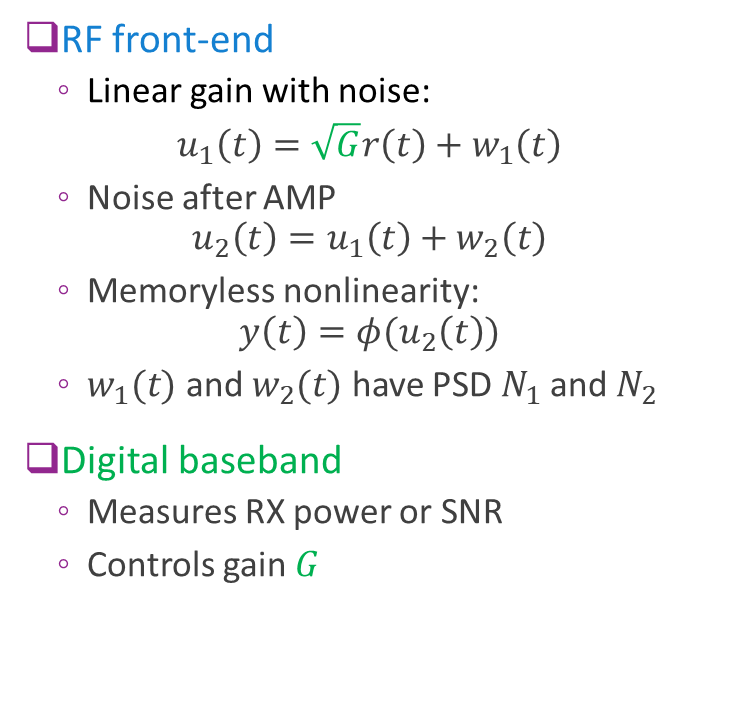 ❑RF front-end
◦ Linear gain with noise:
𝑢₁(𝑡) = √𝐺𝑟(𝑡) + 𝑤₁(𝑡)
◦ Noise after AMP
𝑢₂(𝑡) = 𝑢₁(𝑡) + 𝑤₂(𝑡)
◦ Memoryless nonlinearity:
𝑦(𝑡) = 𝜙(𝑢₂(𝑡))
◦ 𝑤₁(𝑡) and 𝑤₂(𝑡) have PSD 𝑁₁ and 𝑁₂
❑Digital baseband
◦ Measures RX power or SNR
◦ Controls gain 𝐺